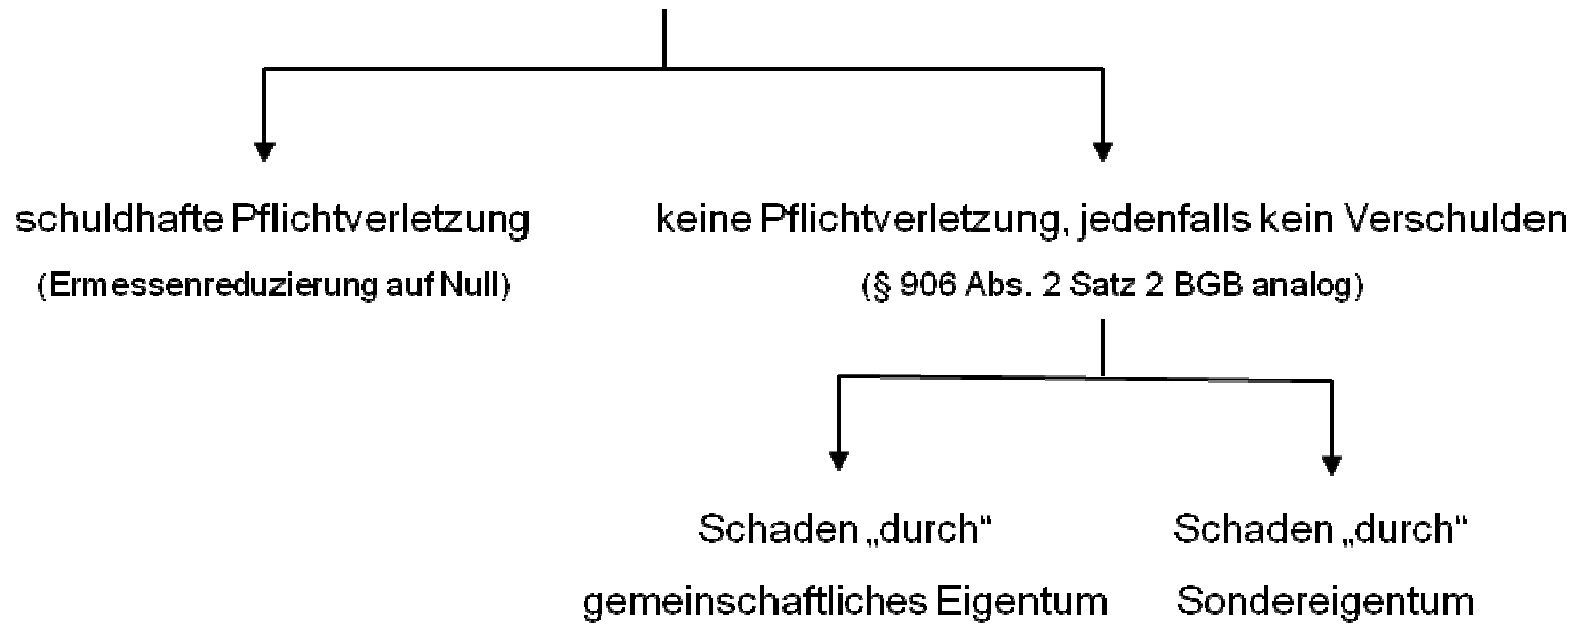 schuldhafte Pflichtverletzung
(Ermessenreduzierung auf Null)
keine Pflichtverletzung, jedenfalls kein Verschulden
(§ 906 Abs. 2 Satz 2 BGB analog)
Schaden „durch“
gemeinschaftliches Eigentum
Schaden „durch“
Sondereigentum